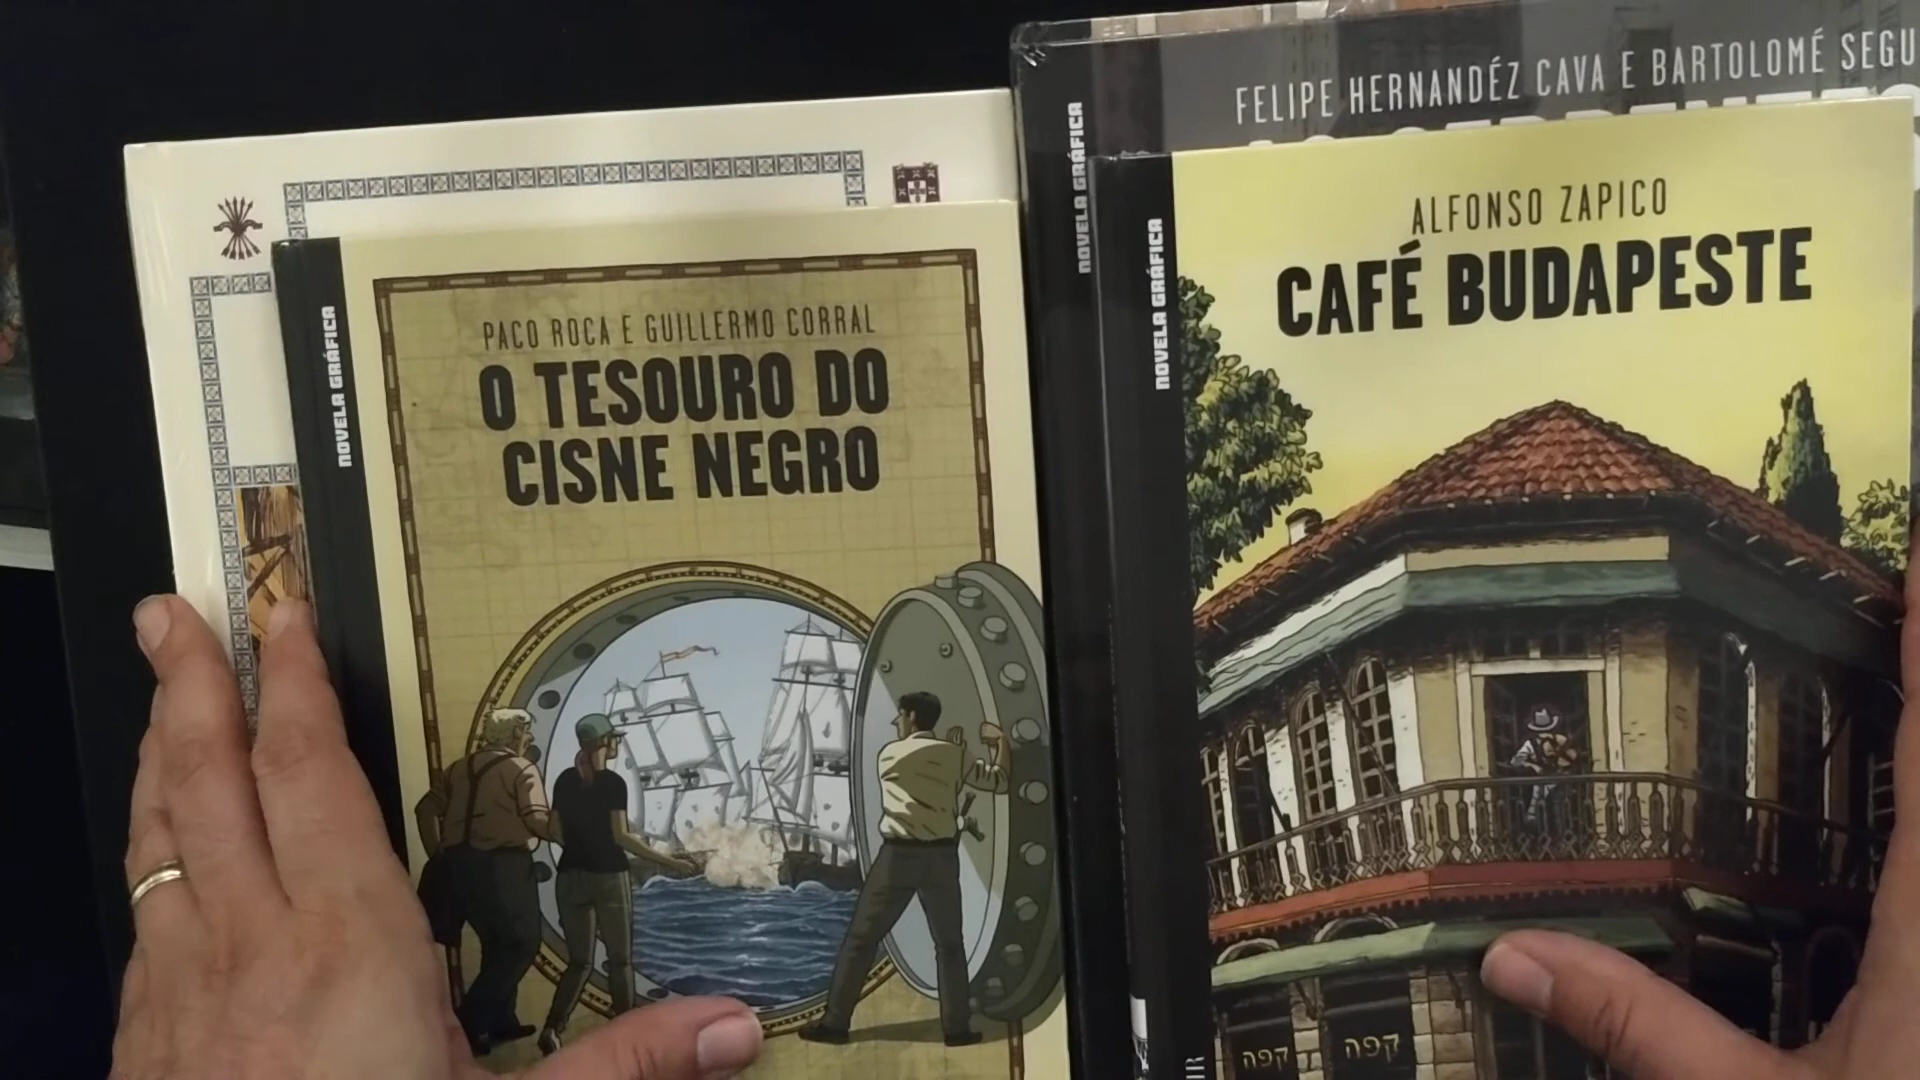 NOVELA GRÁFICA
PACO ROCA E GUILLERMO CORRAL
O TESOURO DO
CISNE NEGRO
NOVELA GRÁFICA
FELIPE HERNANDÉZ CAVA E BARTOLOMÉ SEGU
NOVELA GRÁFICA
ALFONSO ZAPICO
CAFÉ BUDAPESTE
קפה
קפה
IR